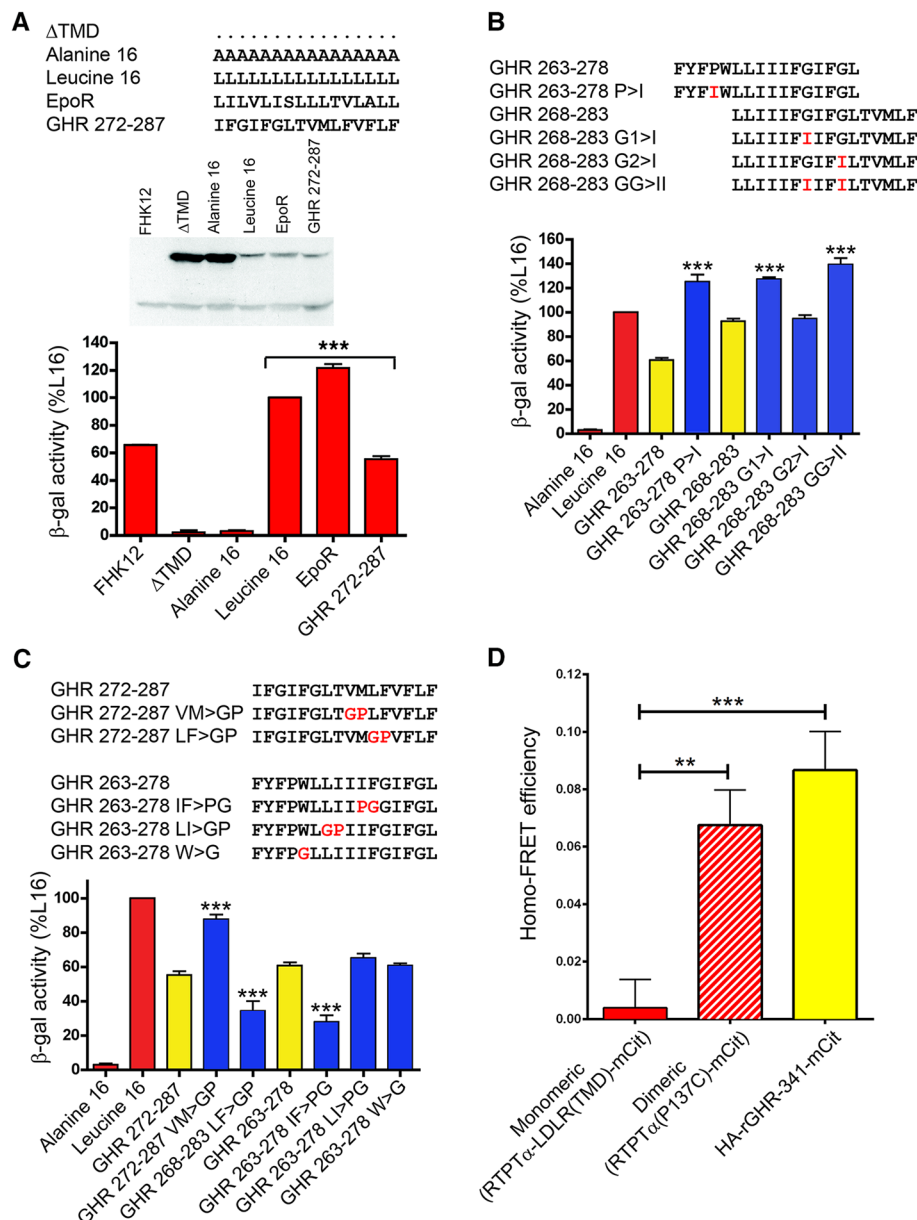 A
ΔTMD ................
Alanine 16 AAAAAAAAAAAAAAAA
Leucine 16 LLLLLLLLLLLLLLLL
EpoR LILVLISLLLTVLALL
GHR 272-287 IFGIFGLTVMLFVFLF
FHK12
ΔTMD
Alanine 16
Leucine 16
EpoR
GHR 272-287
β-gal activity (%L16)
140
120
100
80
60
40
20
0
***
FHK12
ΔTMD
Alanine 16
Leucine 16
EpoR
GHR 272-287
B
GHR 263-278 FYFPWLLIIIFGIFGL
GHR 263-278 P>I FYFIWLLIIIFGIFGL
GHR 268-283 LLIIIFGIFGLTVMLF
GHR 268-283 G1>I LLIIIFIIFGLTVMLF
GHR 268-283 G2>I LLIIIFGIFILTVMLF
GHR 268-283 GG>II LLIIIFIIFILTVMLF
β-gal activity (%L16)
160
140
120
100
80
60
40
20
0
*** *** ***
Alanine 16
Leucine 16
GHR 263-278
GHR 263-278 P>I
GHR 268-283
GHR 268-283 G1>I
GHR 268-283 G2>I
GHR 268-283 GG>II
C
GHR 272-287 IFGIFGLTVMLFVFLF
GHR 272-287 VM>GP IFGIFGLTGPLFVFLF
GHR 272-287 LF>GP IFGIFGLTVMGPVFLF
GHR 263-278 FYFPWLLIIIFGIFGL
GHR 263-278 IF>PG FYFPWLLIIPGGIFGL
GHR 263-278 LI>GP FYFPWLGPIIFGIFGL
GHR 263-278 W>G FYFPGLLIIIFGIFGL
β-gal activity (%L16)
100
80
60
40
20
0
*** *** ***
Alanine 16
Leucine 16
GHR 272-287
GHR 272-287 VM>GP
GHR 268-283 LF>GP
GHR 263-278
GHR 263-278 IF>PG
GHR 263-278 LI>PG
GHR 263-278 W>G
D
Homo-FRET efficiency
0.12
0.10
0.08
0.06
0.04
0.02
0.00
***
**
Monomeric
(RTPTα-LDLR(TMD)-mCit)
Dimeric
(RTPTα(P137C)-mCit)
HA-rGHR-341-mCit